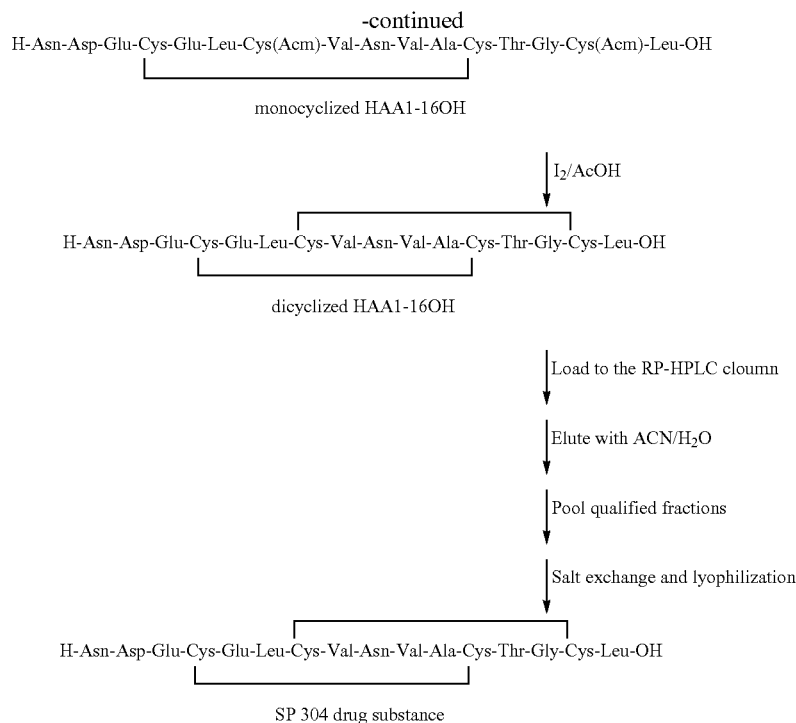 -continued
H-Asn-Asp-Glu-Cys-Glu-Leu-Cys(Acm)-Val-Asn-Val-Ala-Cys-Thr-Gly-Cys(Acm)-Leu-OH
monocyclized HAA1-16OH
I2/AcOH
H-Asn-Asp-Glu-Cys-Glu-Leu-Cys-Val-Asn-Val-Ala-Cys-Thr-Gly-Cys-Leu-OH
dicyclized HAA1-16OH
Load to the RP-HPLC cloumn
Elute with ACN/H2O
Pool qualified fractions
Salt exchange and lyophilization
H-Asn-Asp-Glu-Cys-Glu-Leu-Cys-Val-Asn-Val-Ala-Cys-Thr-Gly-Cys-Leu-OH
SP 304 drug substance